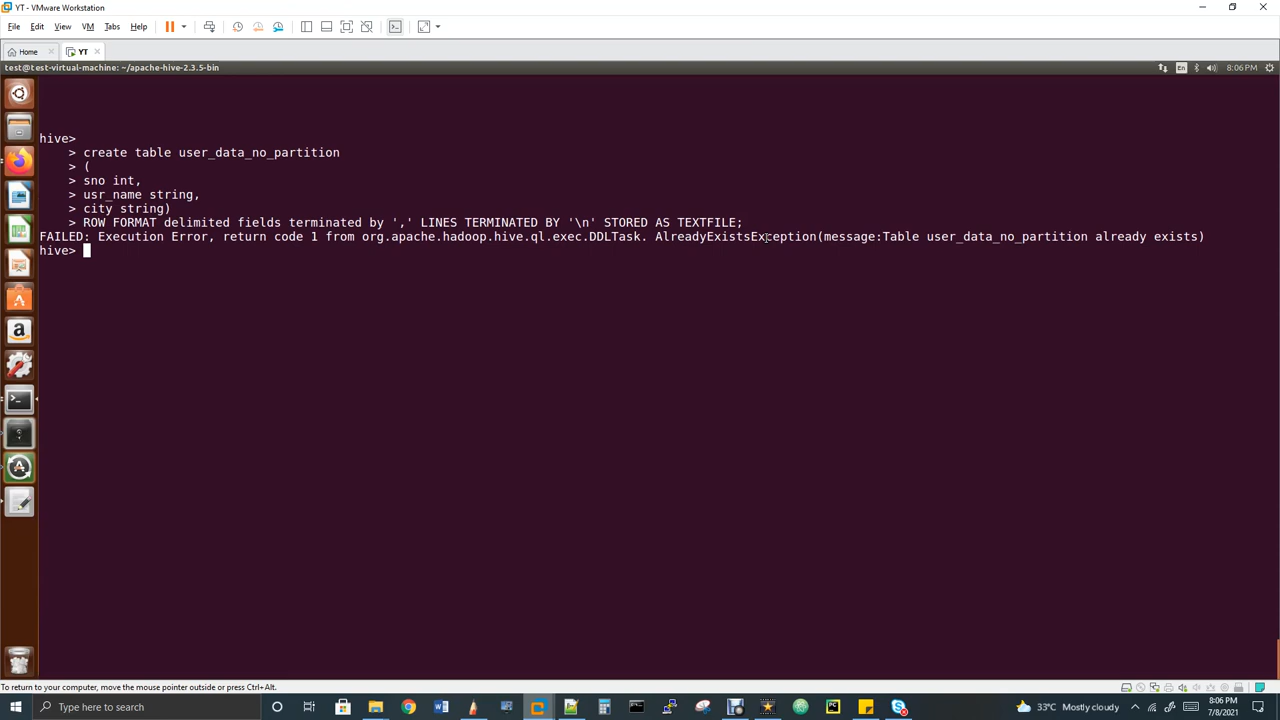 YT - VMware Workstation
File Edit View VM Tabs Help
Home YT
test@test-virtual-machine: ~/apache-hive-2.3.5-bin En 8:06 PM
hive>
> create table user_data_no_partition
> (
> sno int,
> usr_name string,
> city string)
> ROW FORMAT delimited fields terminated by ',' LINES TERMINATED BY '\n' STORED AS TEXTFILE;
FAILED: Execution Error, return code 1 from org.apache.hadoop.hive.ql.exec.DDLTask. AlreadyExistsException(message:Table user_data_no_partition already exists)
hive>
To return to your computer, move the mouse pointer outside or press Ctrl+Alt.
Type here to search
33°C Mostly cloudy
8:06 PM
7/8/2021